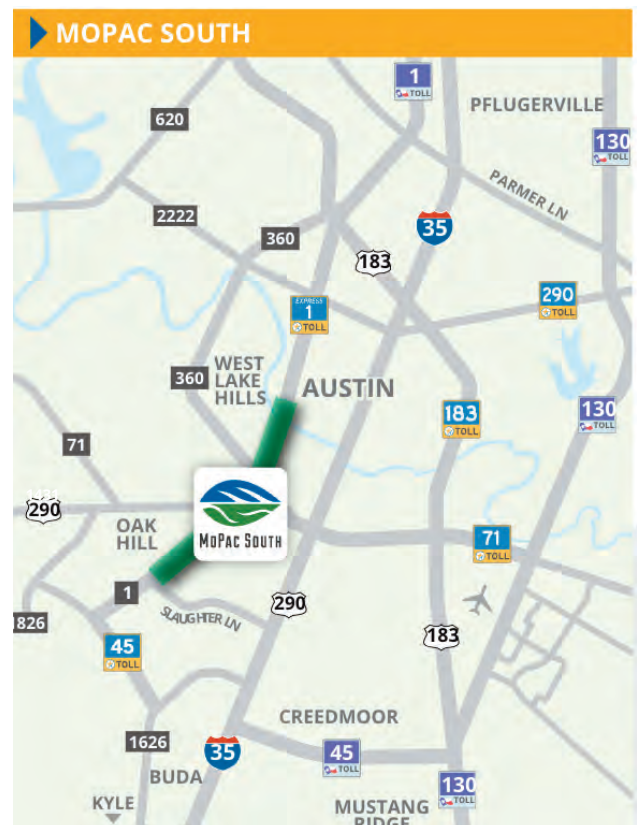 MOPAC SOUTH
1
TOLL
PFLUGERVILLE
620
130
TOLL
PARMER LN
2222
360
35
183
EXPRESS
1
TOLL
290
TOLL
WEST
LAKE
HILLS
360
AUSTIN
183
TOLL
130
TOLL
71
290
OAK
HILL
MOPAC SOUTH
71
TOLL
1
SLAUGHTER LN
290
826
183
45
TOLL
CREEDMOOR
1626
35
45
TOLL
BUDA
130
TOLL
KYLE
MUSTANG
RIDGE